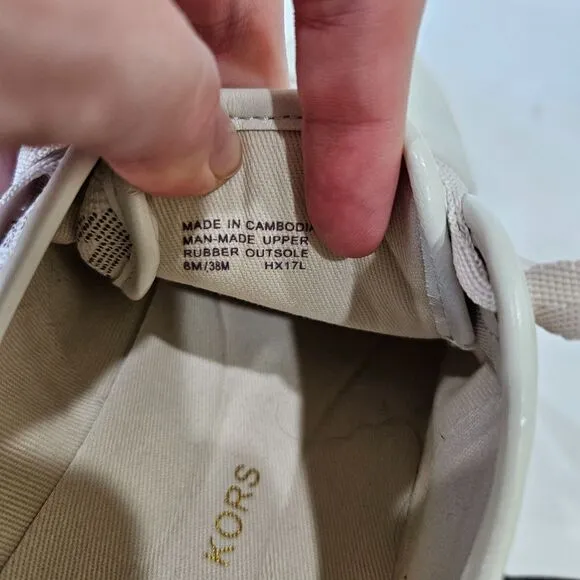 MADE IN CAMBODIA
MAN-MADE UPPER
RUBBER OUTSOLE
8M/38M HX17L
KORS